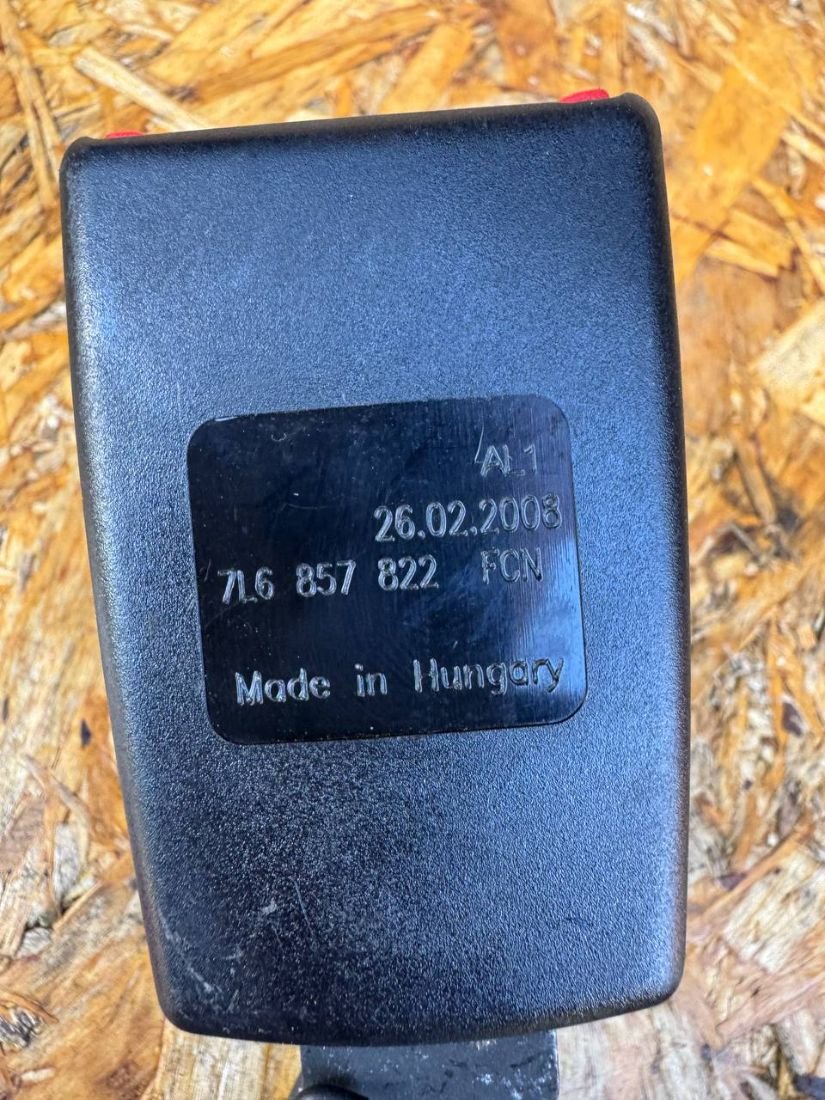 AL1
26.02.2008
7L6 857 822 FCN
Made in Hungary